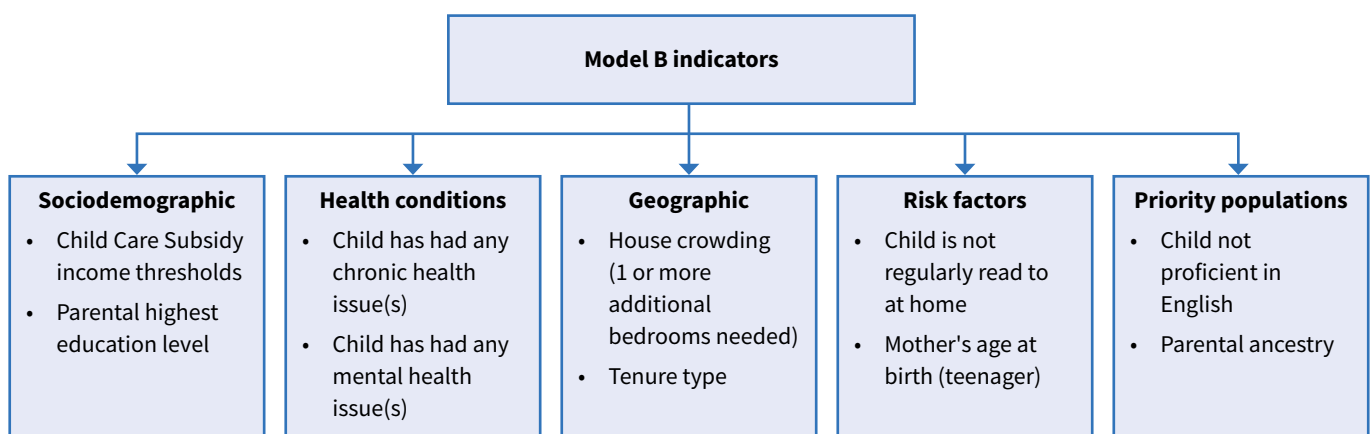 Model B indicators
Sociodemographic
• Child Care Subsidy
income thresholds
• Parental highest
education level
Health conditions
• Child has had any
chronic health
issue(s)
• Child has had any
mental health
issue(s)
Geographic
• House crowding
(1 or more
additional
bedrooms needed)
• Tenure type
Risk factors
• Child is not
regularly read to
at home
• Mother's age at
birth (teenager)
Priority populations
• Child not
proficient in
English
• Parental ancestry